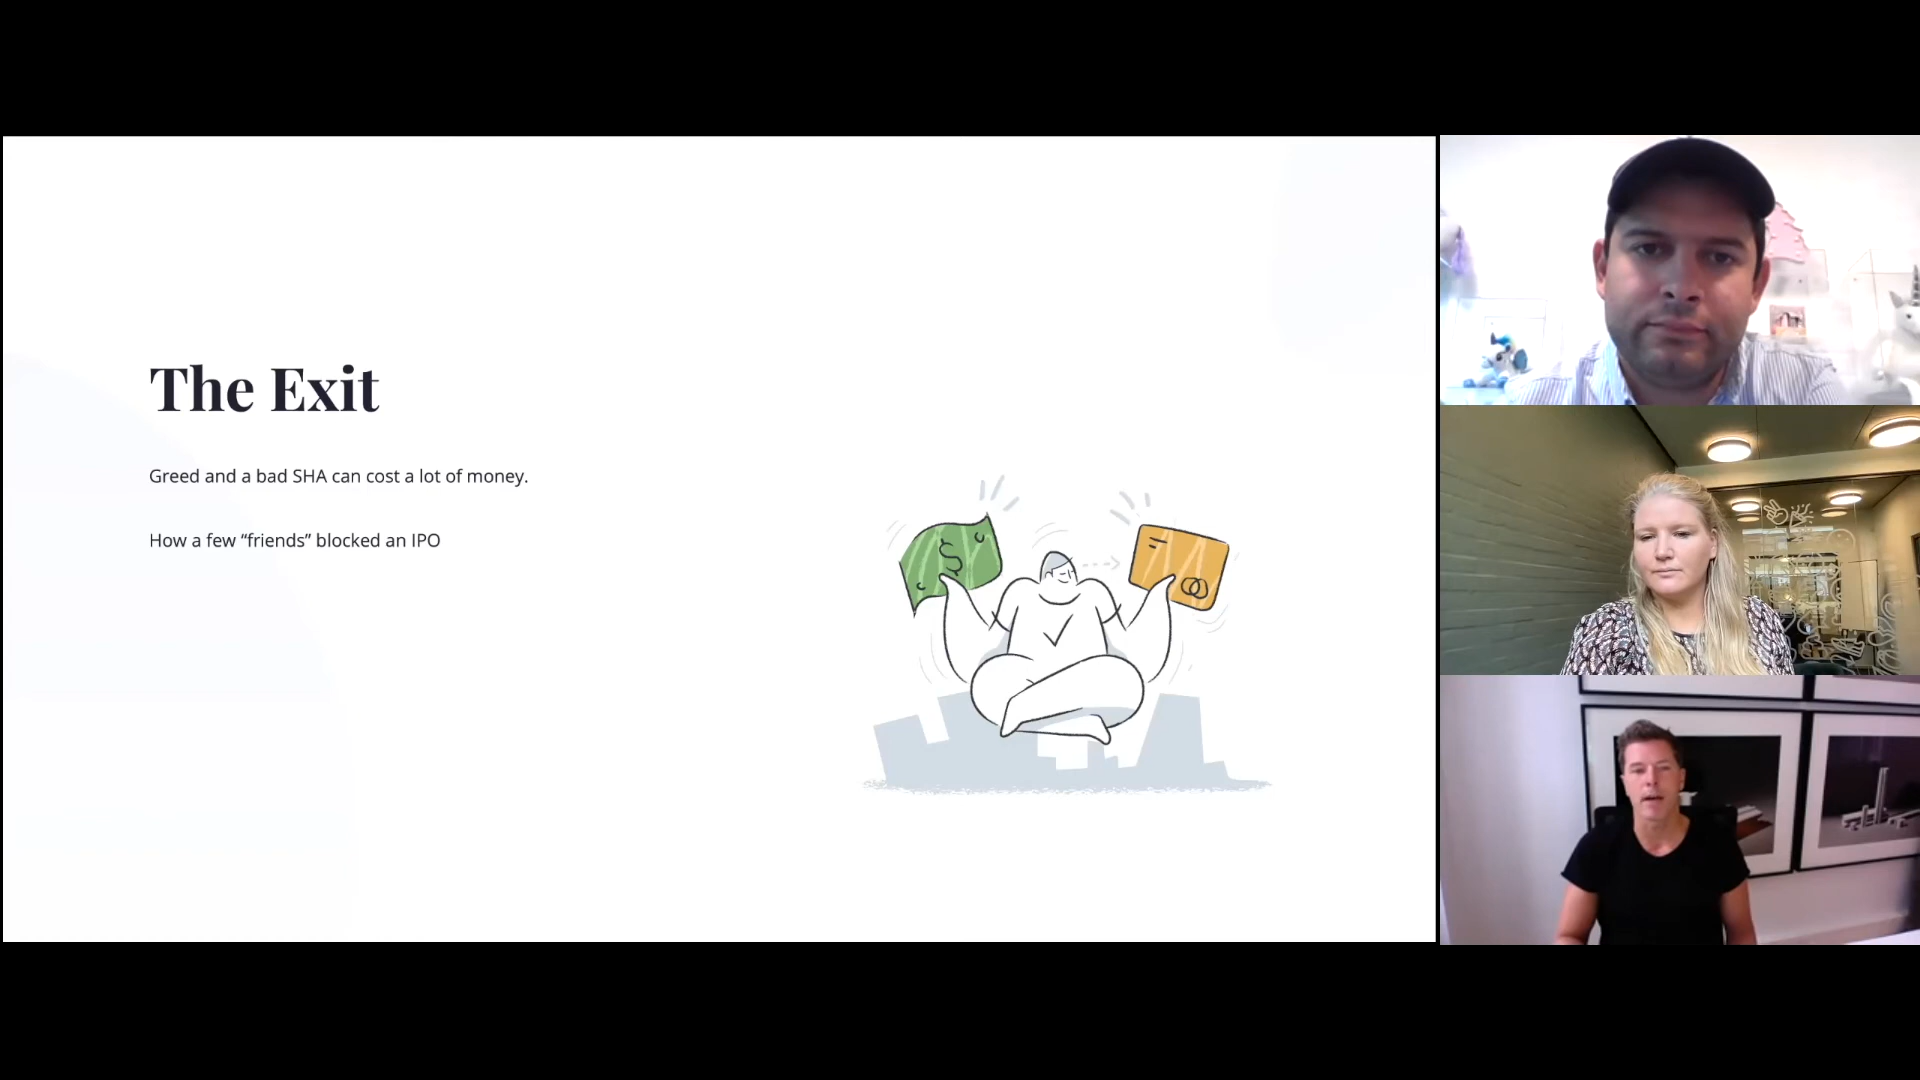 The Exit
Greed and a bad SHA can cost a lot of money.
How a few “friends” blocked an IPO